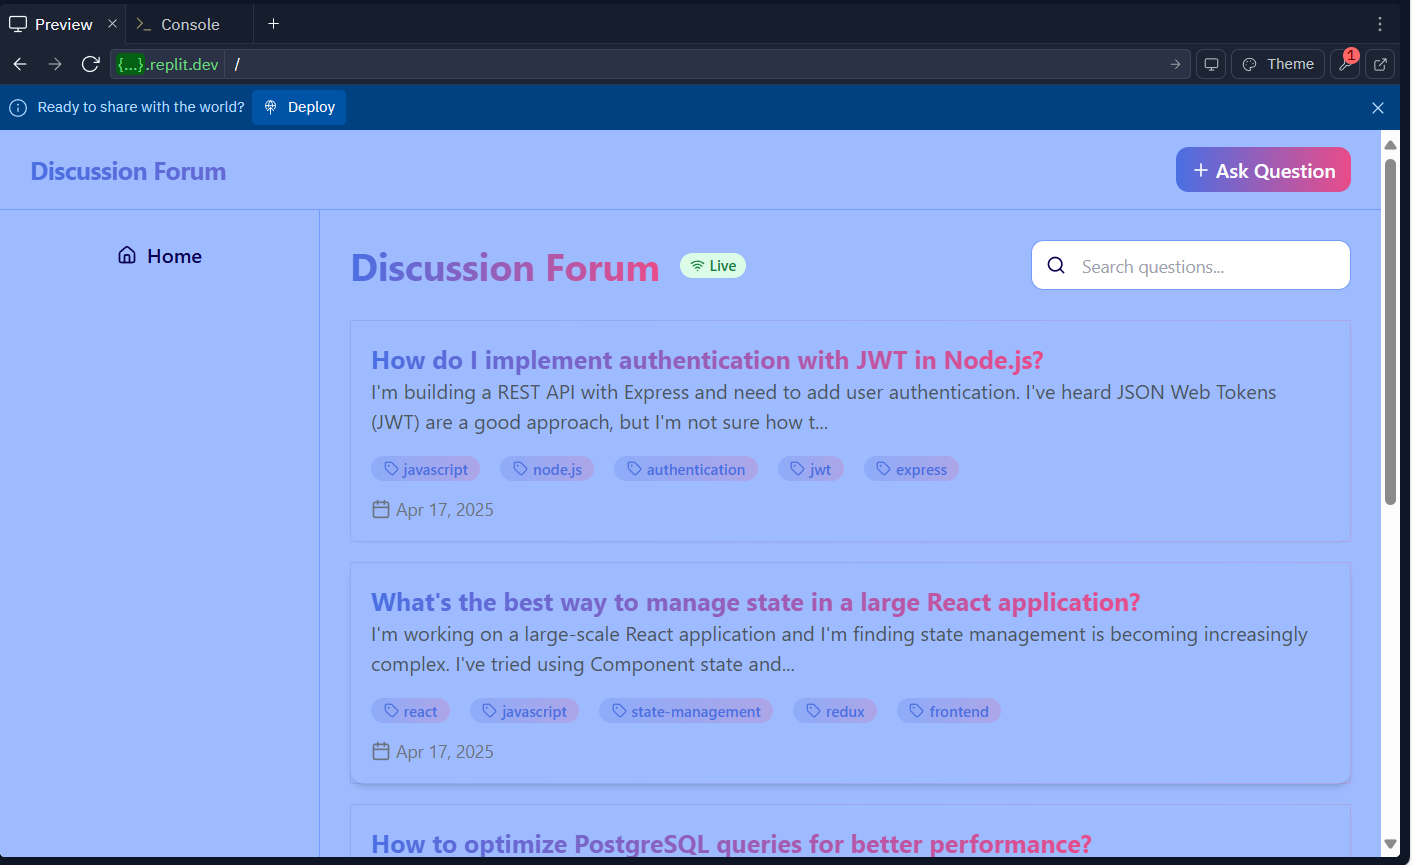 Preview
Console
{...}.replit.dev /
Theme
1
Ready to share with the world?
Deploy
Discussion Forum
+ Ask Question
Home
Discussion Forum
Live
Search questions...
How do I implement authentication with JWT in Node.js?
I'm building a REST API with Express and need to add user authentication. I've heard JSON Web Tokens
(JWT) are a good approach, but I'm not sure how t...
javascript node.js authentication jwt express
Apr 17, 2025
What's the best way to manage state in a large React application?
I'm working on a large-scale React application and I'm finding state management is becoming increasingly
complex. I've tried using Component state and...
react javascript state-management redux frontend
Apr 17, 2025
How to optimize PostgreSQL queries for better performance?